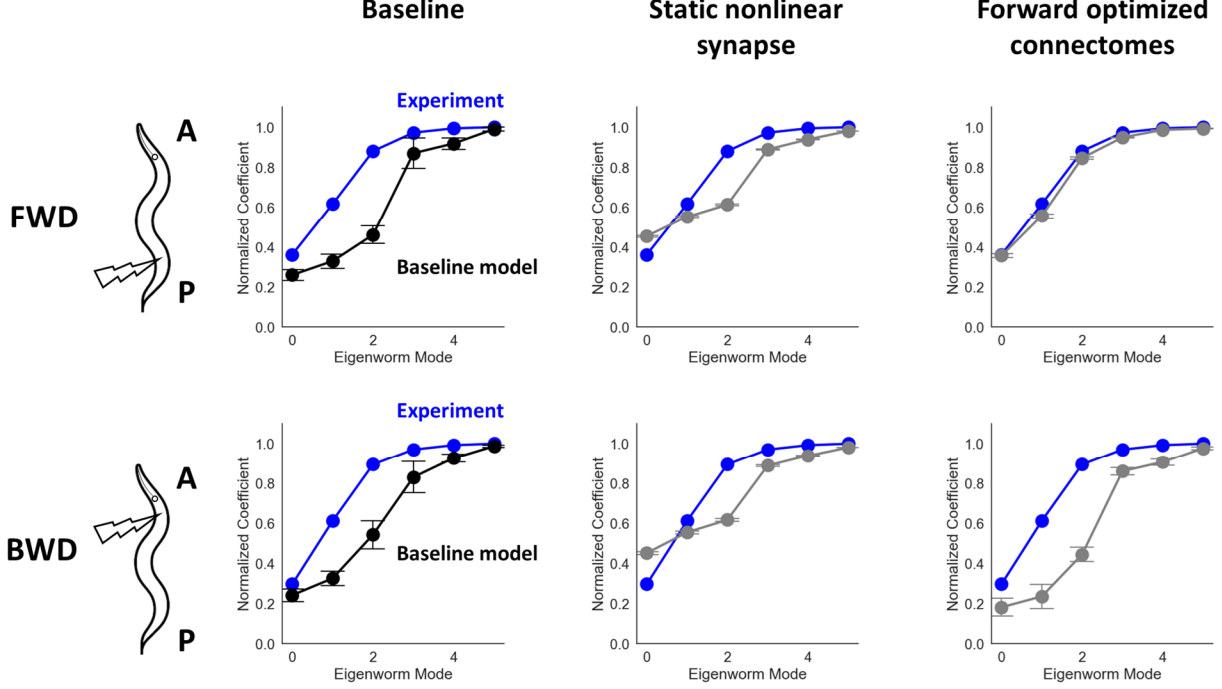 Baseline
Static nonlinear
synapse
Forward optimized
connectomes
FWD
A
P
Experiment
Baseline model
Normalized Coefficient
1.0
0.8
0.6
0.4
0.2
0.0
0 2 4
Eigenworm Mode
Normalized Coefficient
1.0
0.8
0.6
0.4
0.2
0.0
0 2 4
Eigenworm Mode
Normalized Coefficient
1.0
0.8
0.6
0.4
0.2
0.0
0 2 4
Eigenworm Mode
BWD
A
P
Experiment
Baseline model
Normalized Coefficient
1.0
0.8
0.6
0.4
0.2
0.0
0 2 4
Eigenworm Mode
Normalized Coefficient
1.0
0.8
0.6
0.4
0.2
0.0
0 2 4
Eigenworm Mode
Normalized Coefficient
1.0
0.8
0.6
0.4
0.2
0.0
0 2 4
Eigenworm Mode